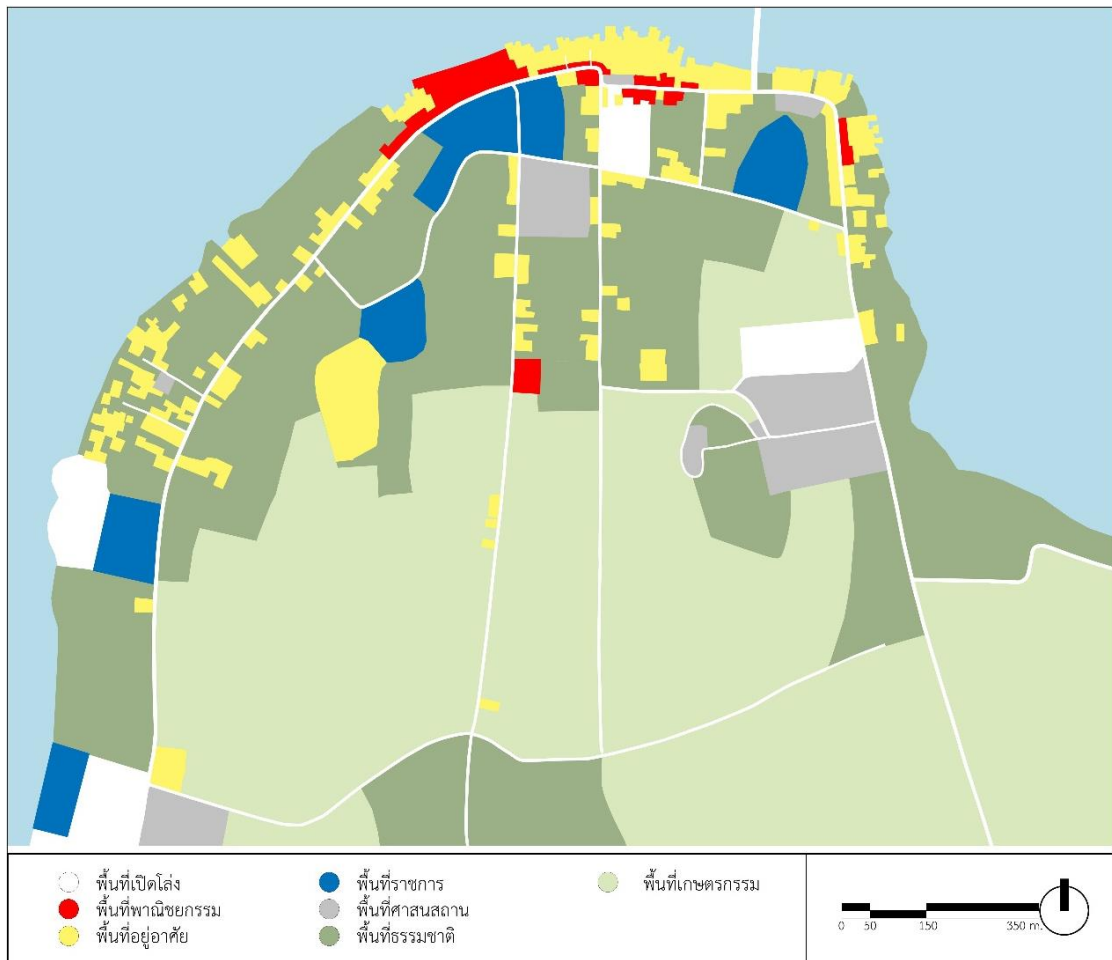 พื้นที่เปิดโล่ง
พื้นที่พาณิชยกรรม
พื้นที่อยู่อาศัย
พื้นที่ราชการ
พื้นที่ศาสนสถาน
พื้นที่ธรรมชาติ
พื้นที่เกษตรกรรม
0 50 150 350 m.